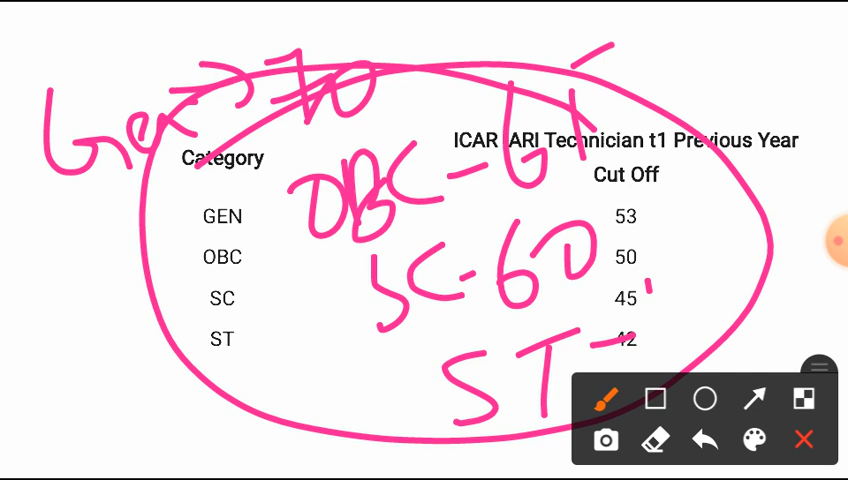 Gen → 70
ICAR IARI Technician t1 Previous Year
Category
Cut Off
OBC - 61
GEN 53
OBC 50
SC - 60
SC 45
ST 42
ST -